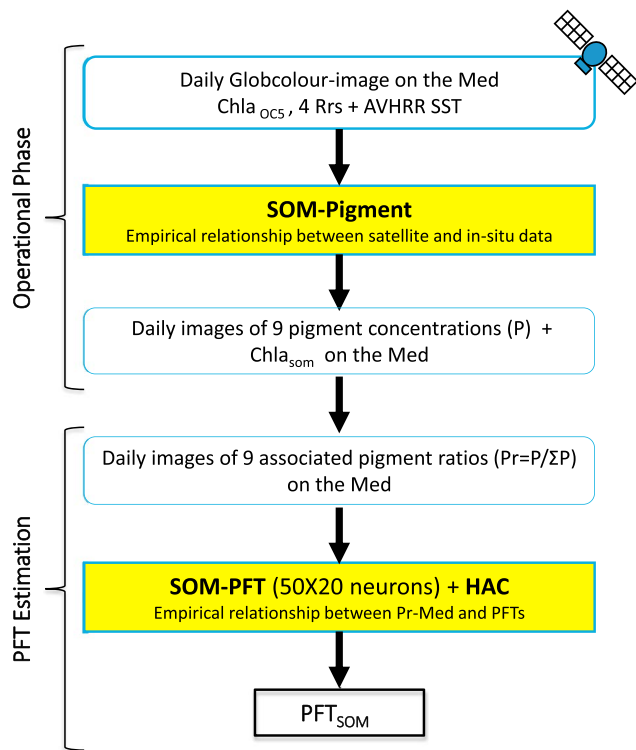 Daily Globcolour-image on the Med
Chla OC5 , 4 Rrs + AVHRR SST
Operational Phase
SOM-Pigment
Empirical relationship between satellite and in-situ data
Daily images of 9 pigment concentrations (P) +
Chla som on the Med
Daily images of 9 associated pigment ratios (Pr=P/ΣP)
on the Med
PFT Estimation
SOM-PFT (50X20 neurons) + HAC
Empirical relationship between Pr-Med and PFTs
PFT SOM